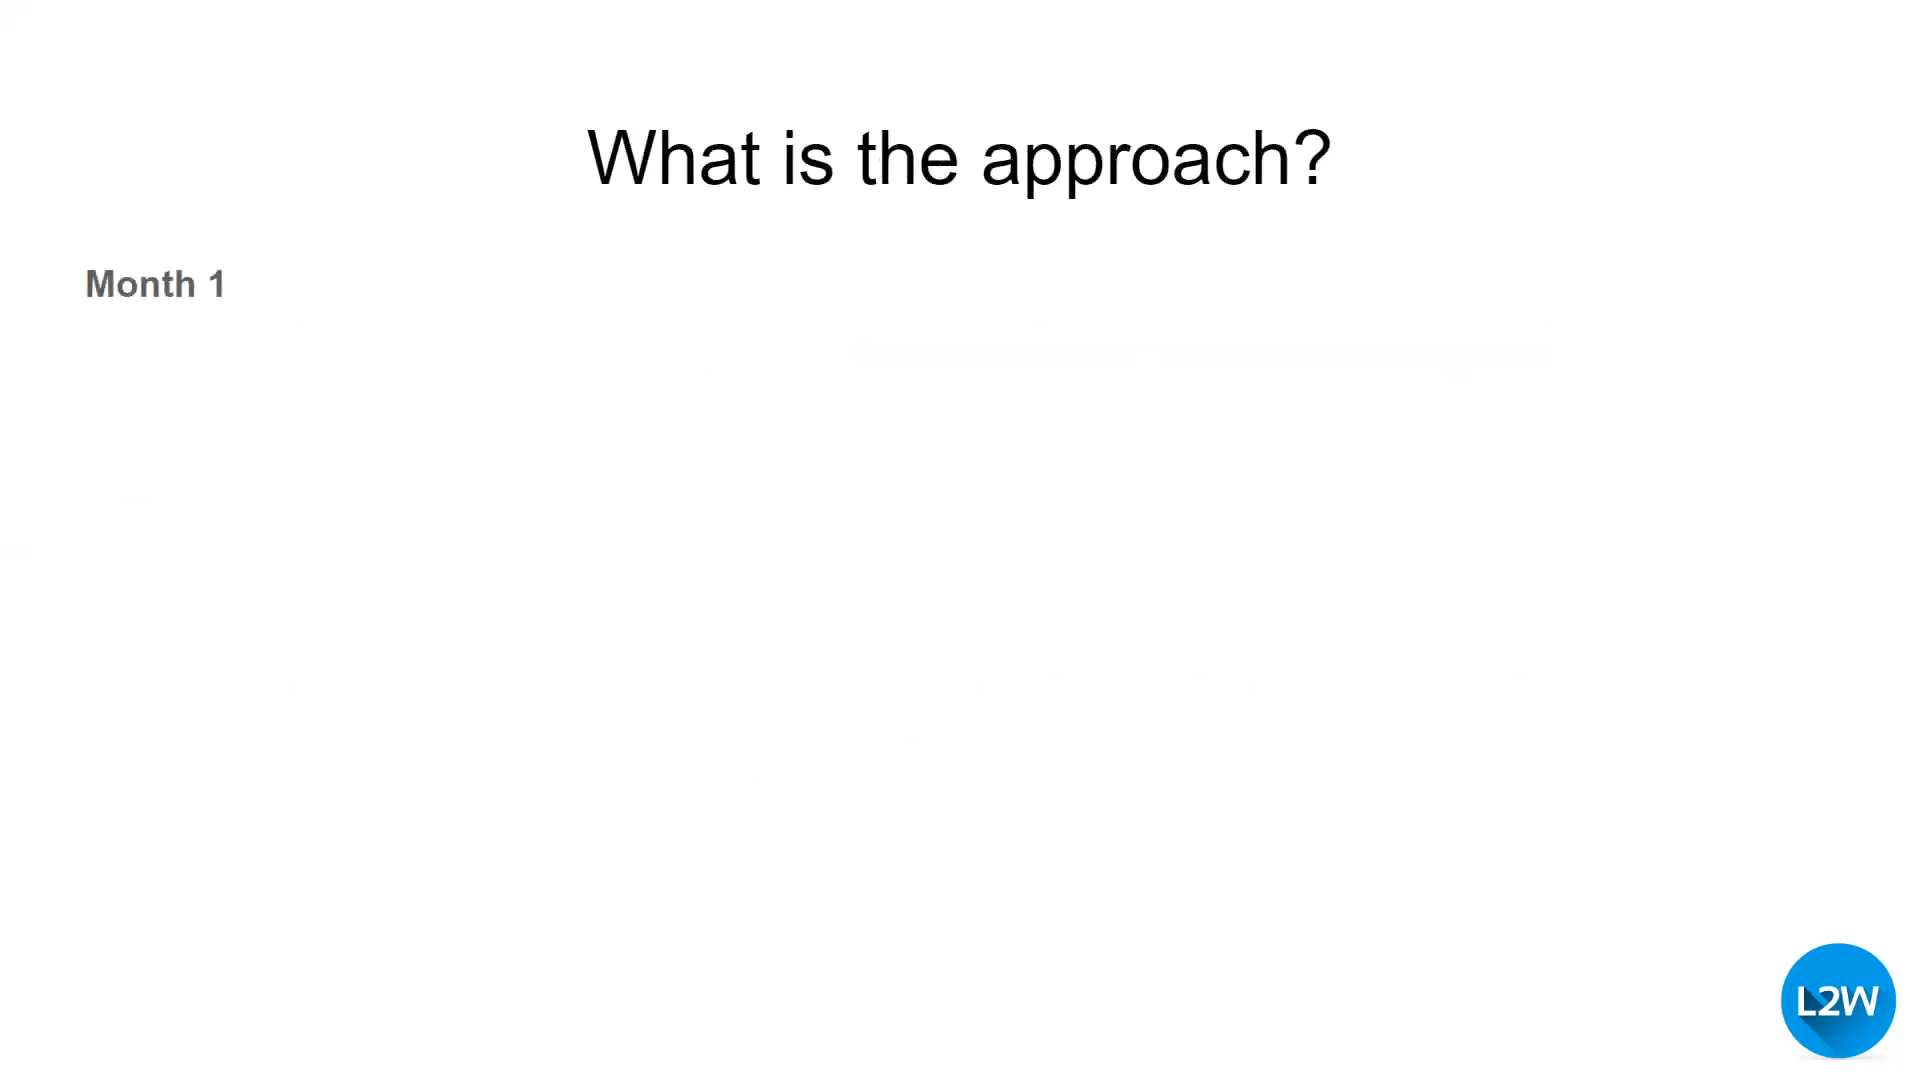 What is the approach?
Month 1
L2W